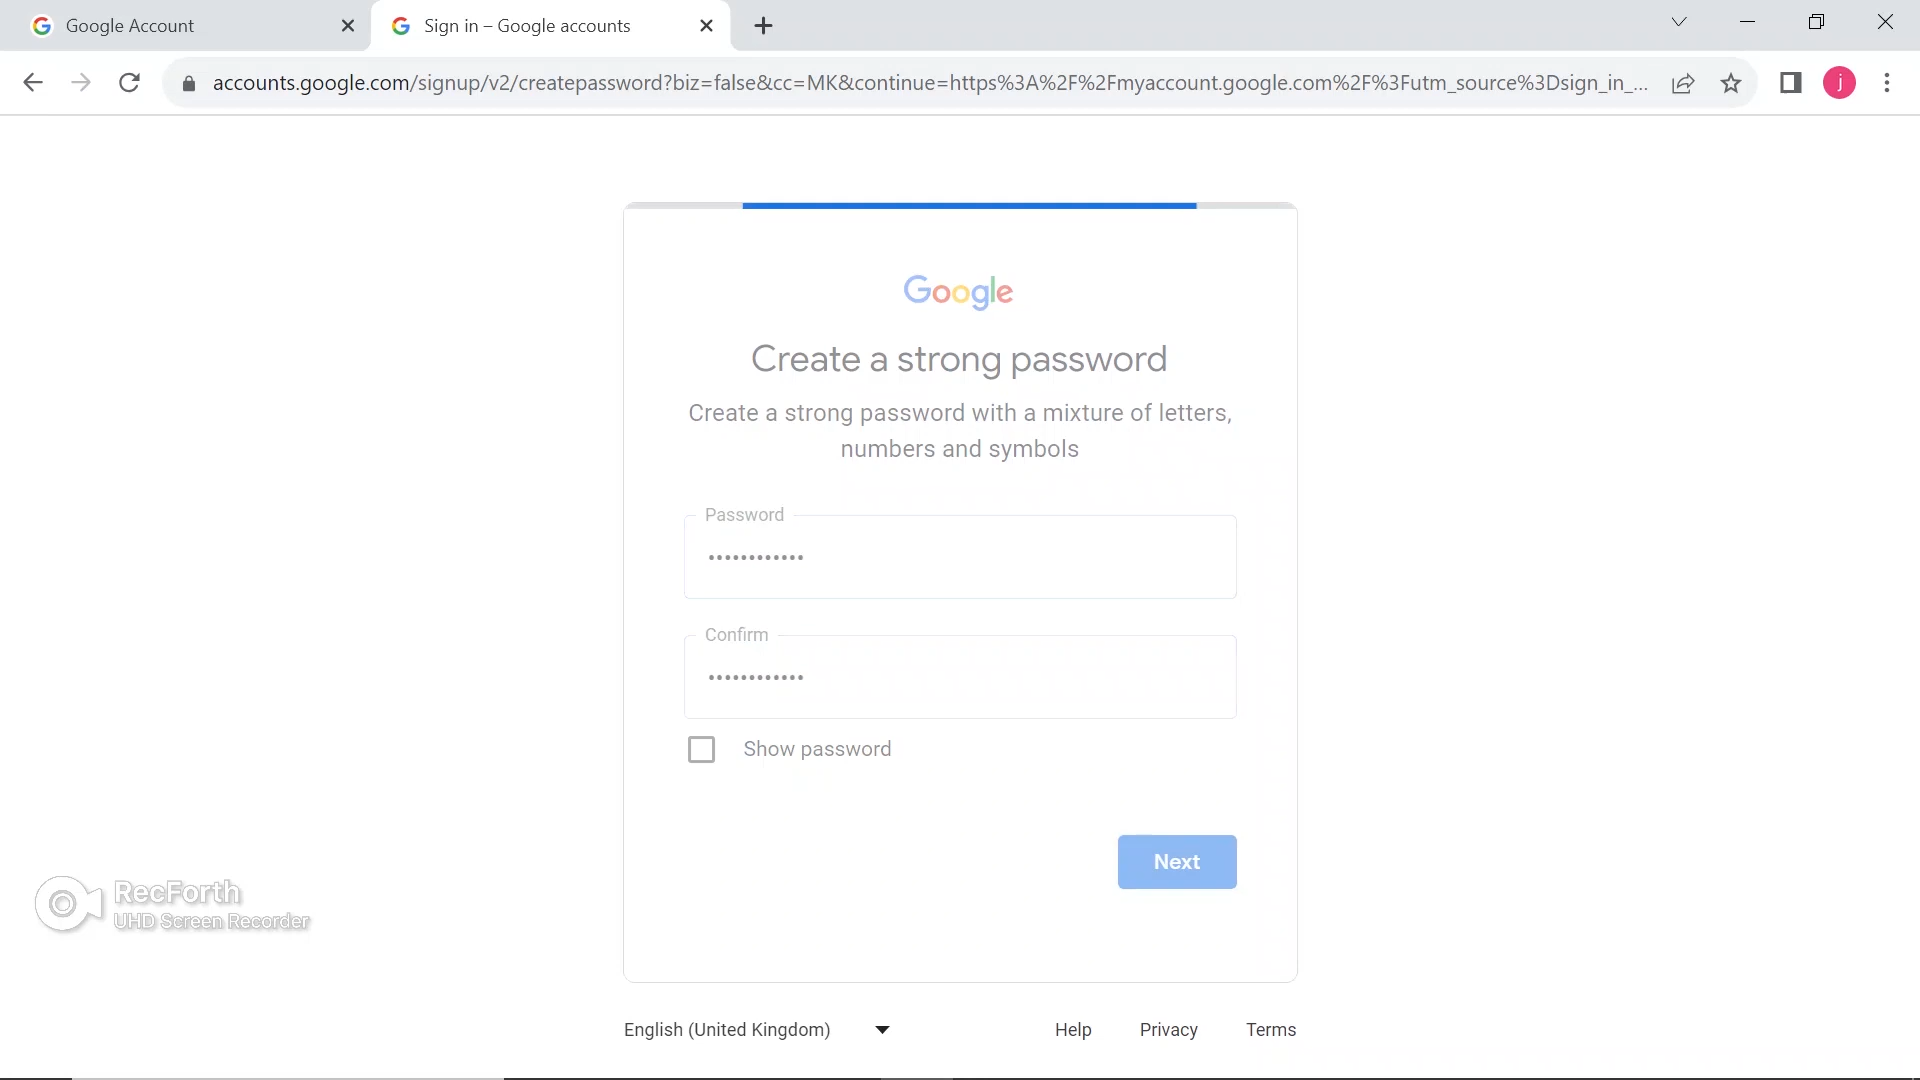 Google Account
Sign in – Google accounts
accounts.google.com/signup/v2/createpassword?biz=false&cc=MK&continue=https%3A%2F%2Fmyaccount.google.com%2F%3Futm_source%3Dsign_in_...
j
Google
Create a strong password
Create a strong password with a mixture of letters,
numbers and symbols
Password
••••••••••••
Confirm
••••••••••••
Show password
Next
RecForth
UHD Screen Recorder
English (United Kingdom)
Help Privacy Terms